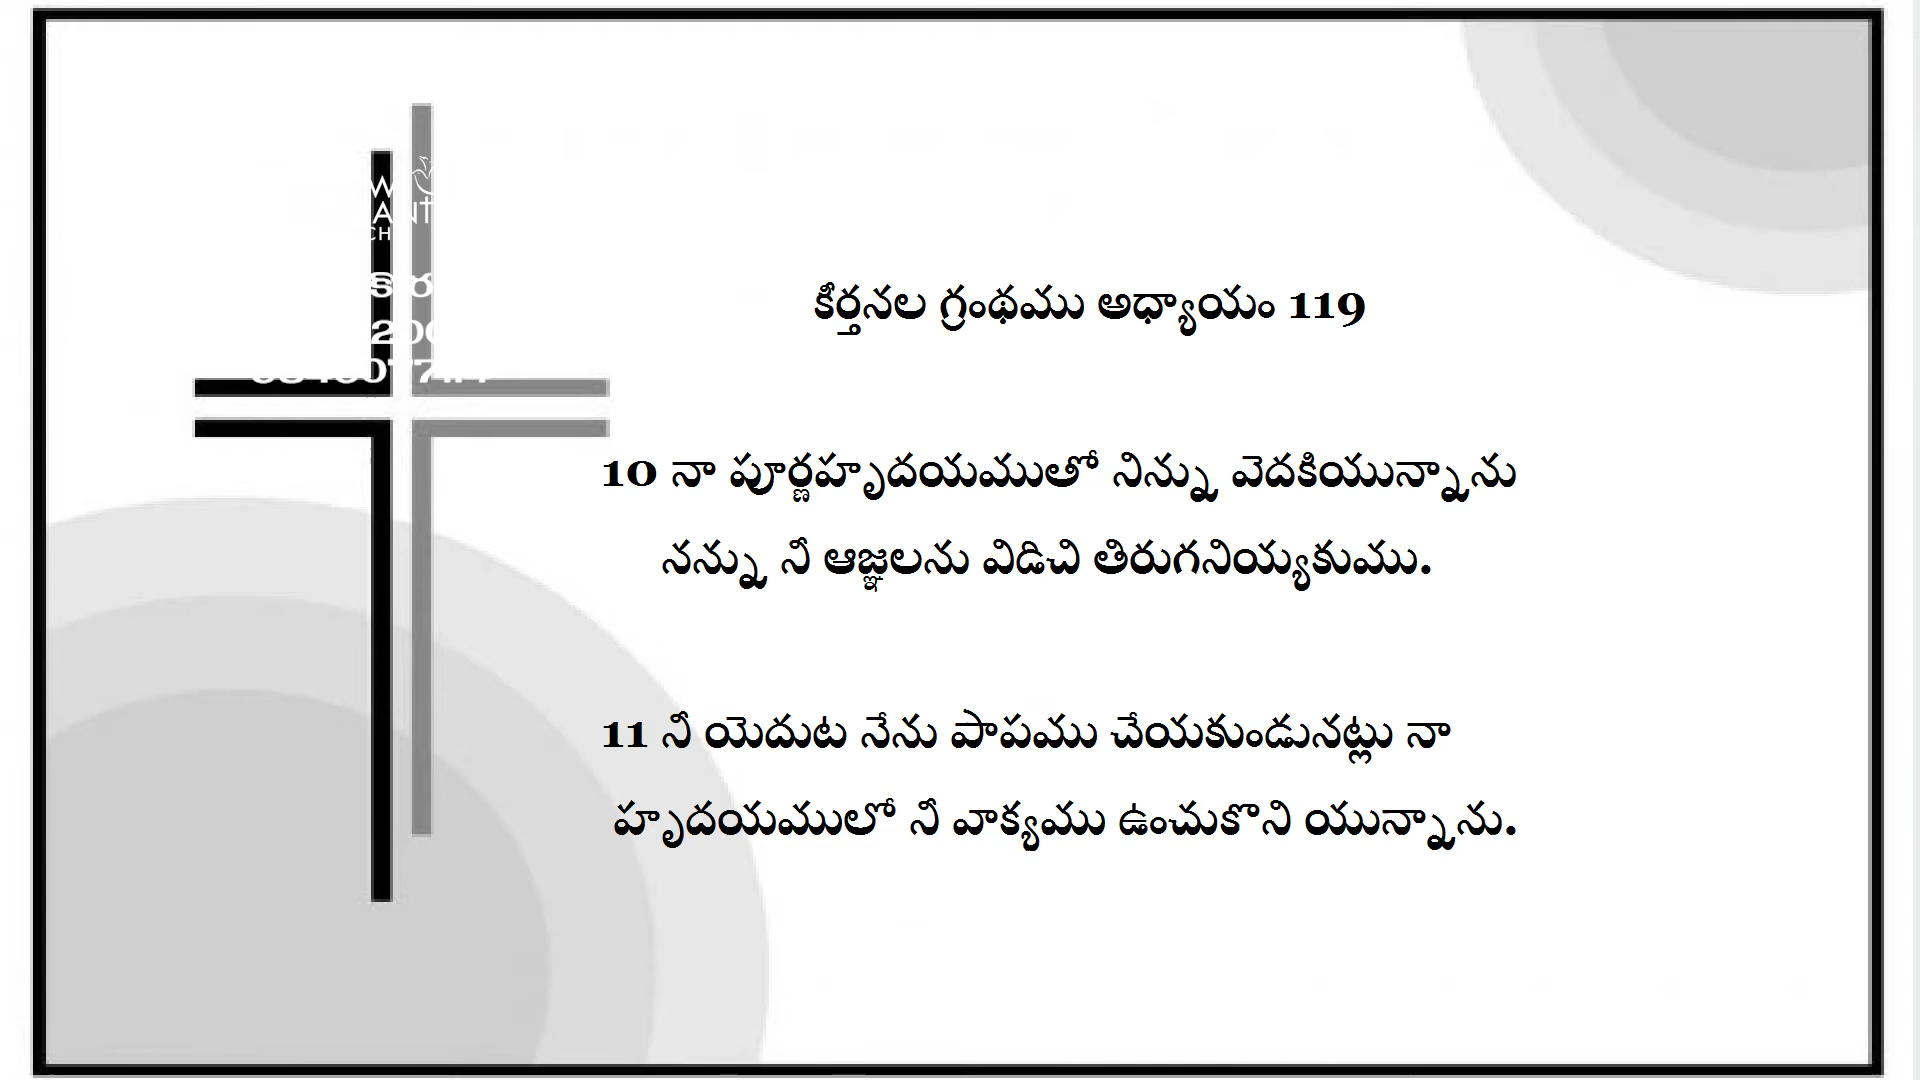 కీర్తనల గ్రంథము అధ్యాయం 119
10 నా పూర్ణహృదయముతో నిన్ను వెదకియున్నాను
నన్ను నీ ఆజ్ఞలను విడిచి తిరుగనియ్యకుము.
11 నీ యెదుట నేను పాపము చేయకుండునట్లు నా
హృదయములో నీ వాక్యము ఉంచుకొని యున్నాను.